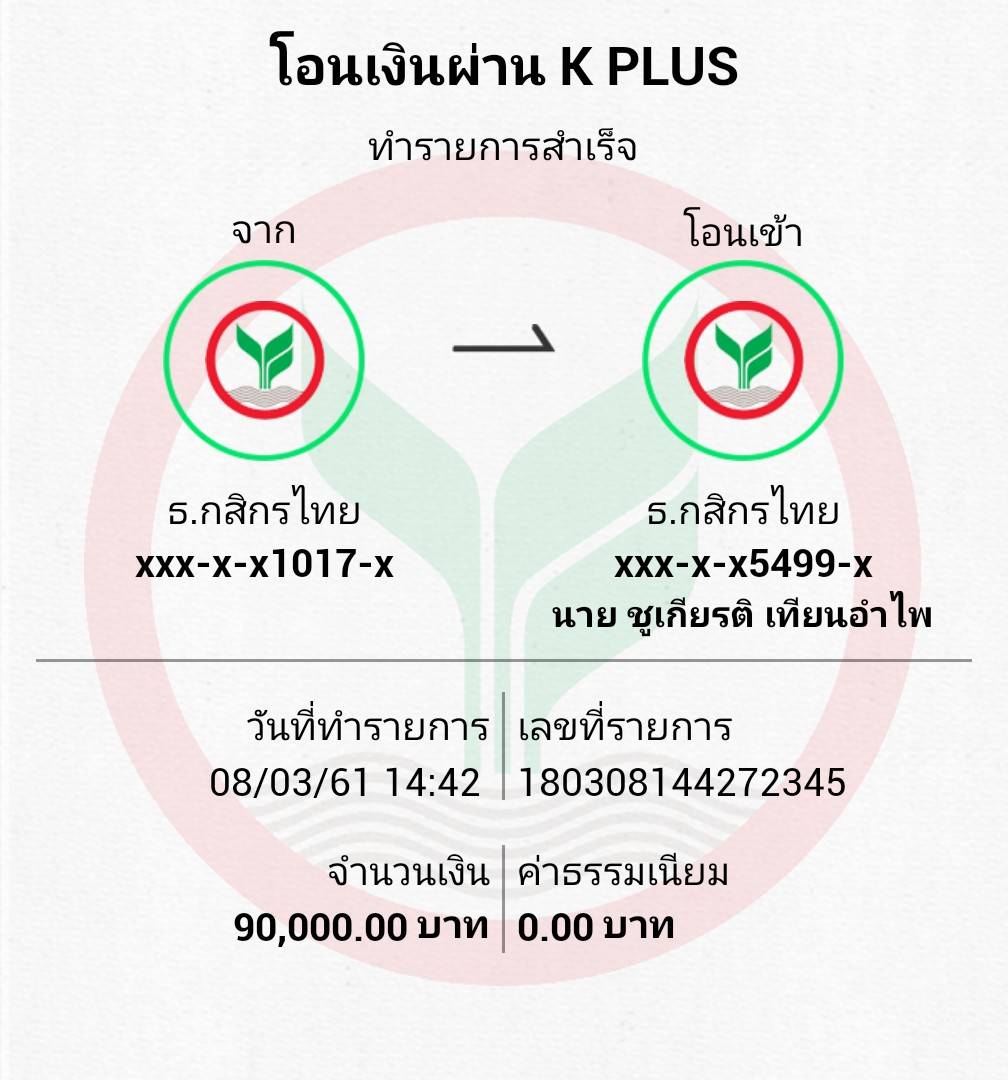 โอนเงินผ่าน K PLUS
ทำรายการสำเร็จ
จาก
โอนเข้า
ธ.กสิกรไทย
xxx-x-x1017-x
ธ.กสิกรไทย
xxx-x-x5499-x
นาย ชูเกียรติ เทียนอำไพ
วันที่ทำรายการ
08/03/61 14:42
เลขที่รายการ
180308144272345
จำนวนเงิน
90,000.00 บาท
ค่าธรรมเนียม
0.00 บาท